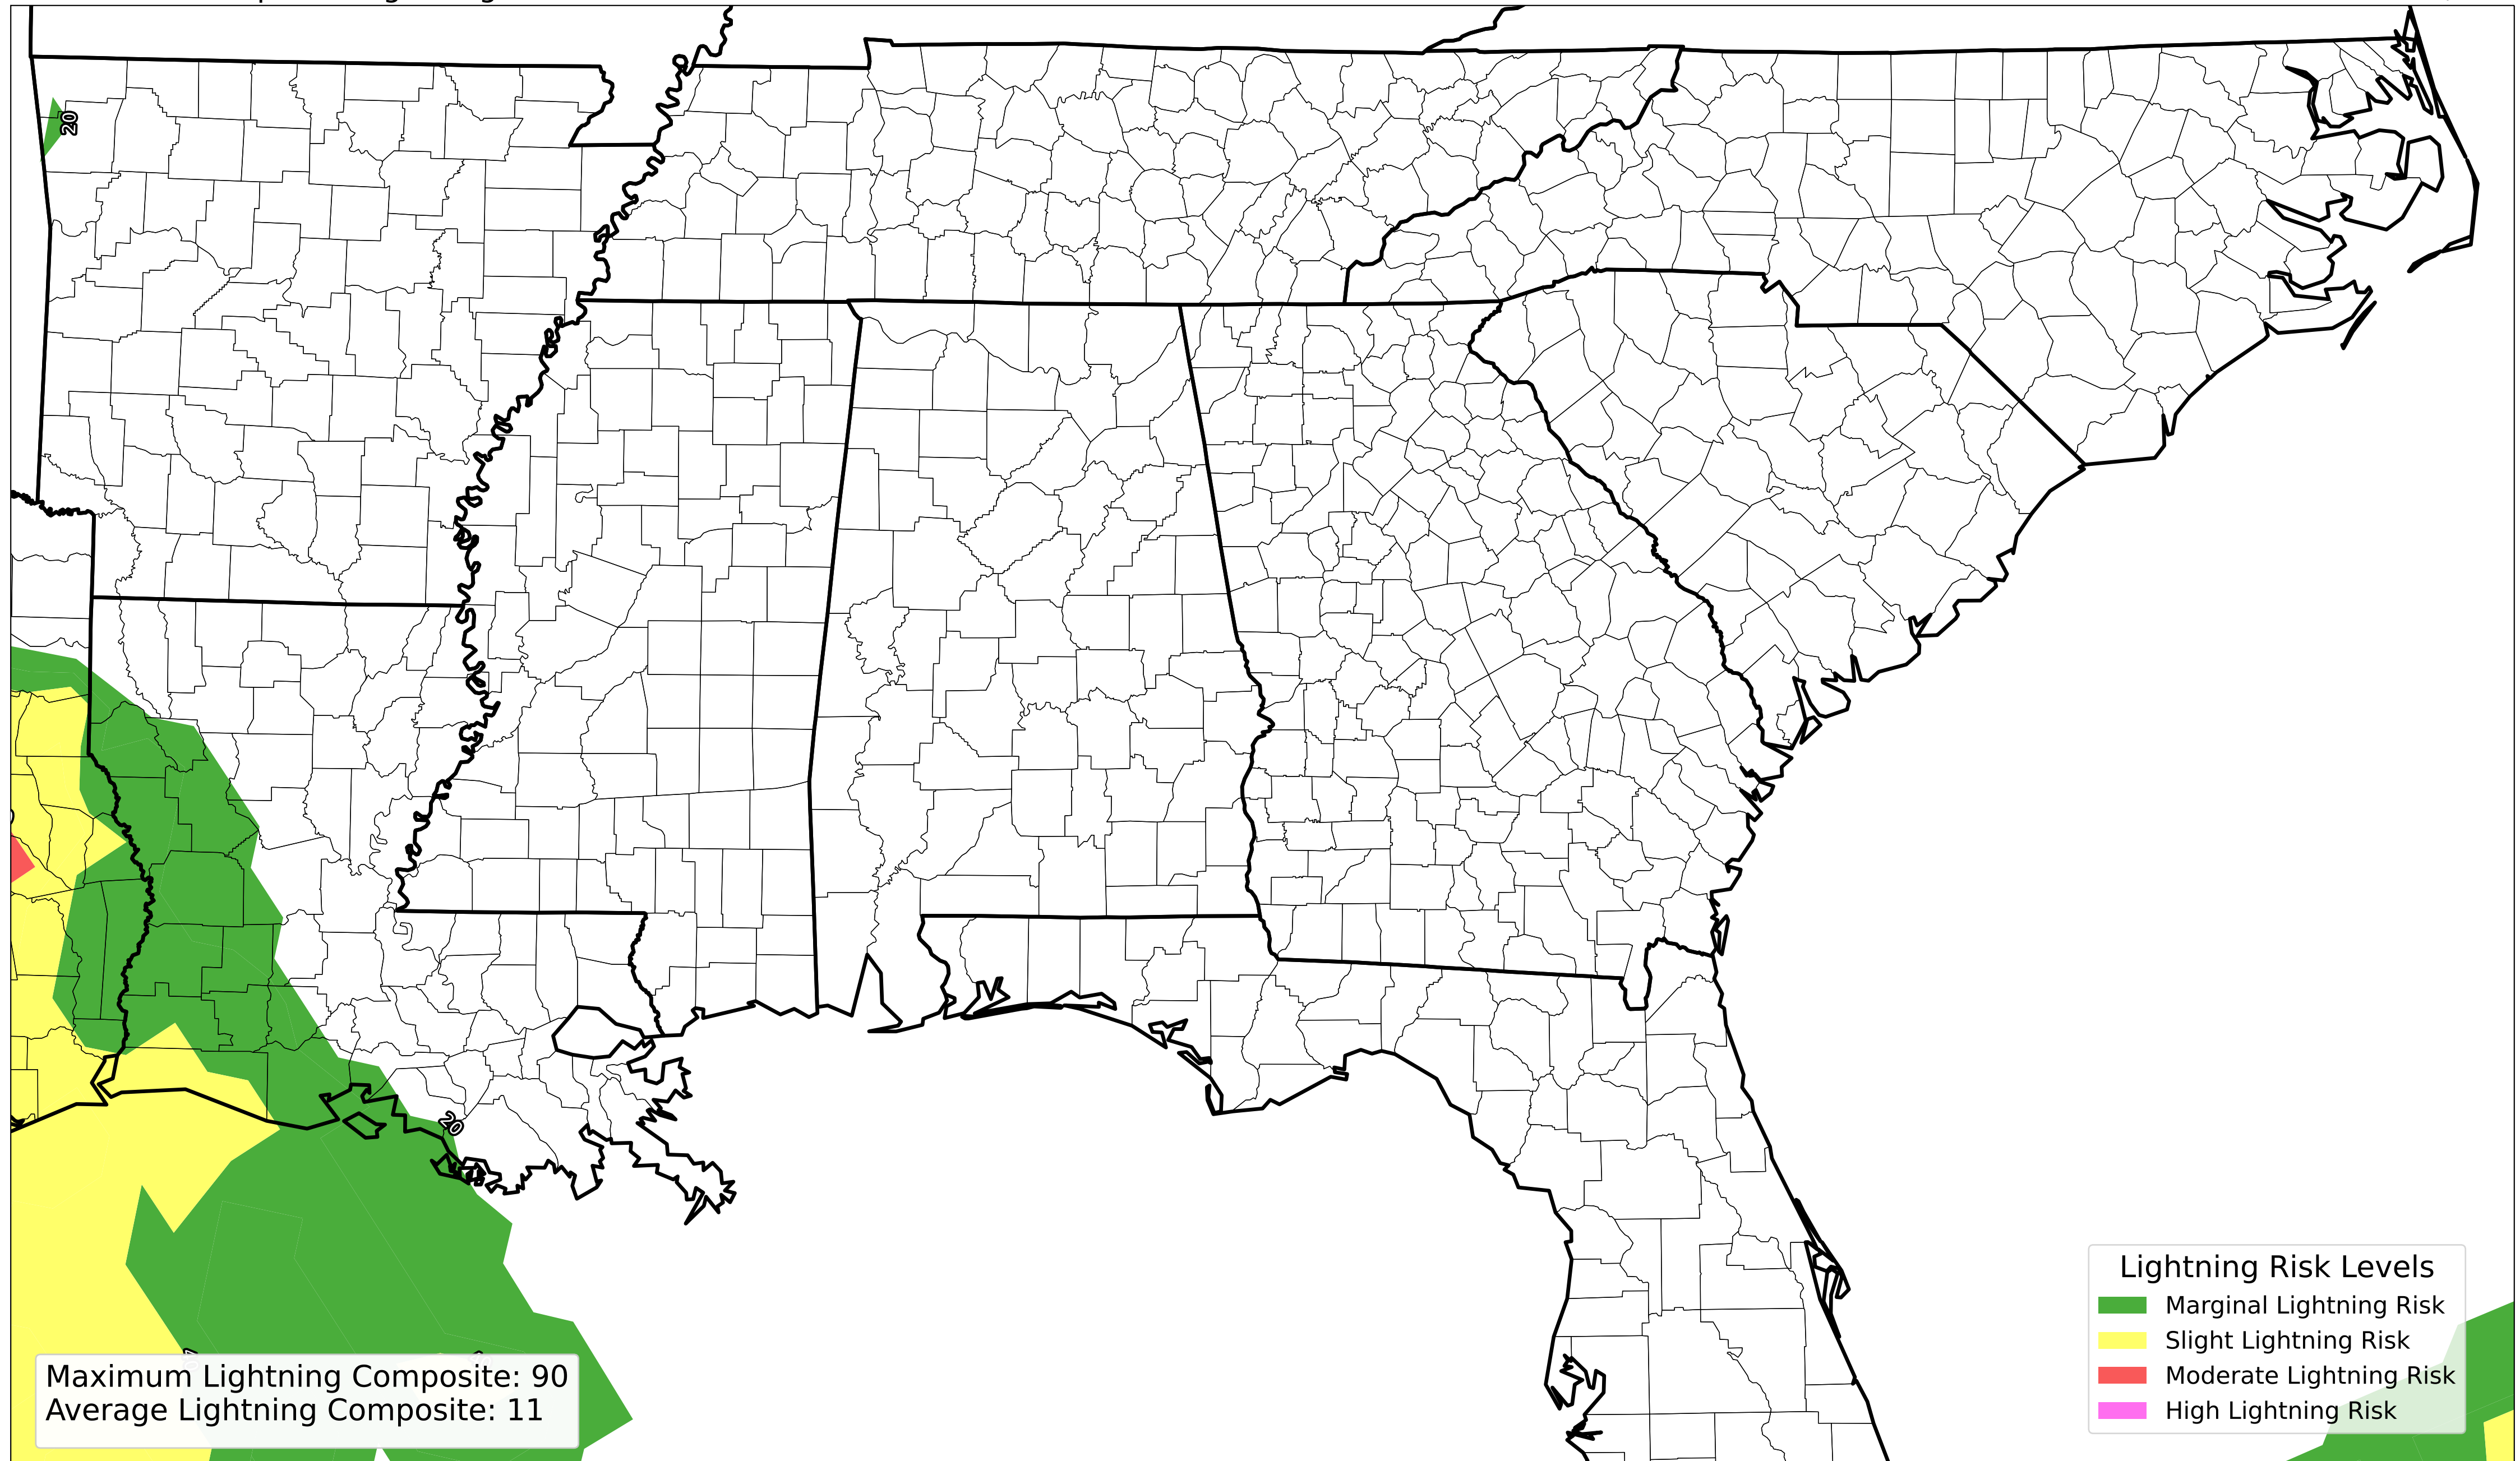 20
20
Lightning Risk Levels
Marginal Lightning Risk
Slight Lightning Risk
Moderate Lightning Risk
High Lightning Risk
Maximum Lightning Composite: 90
Average Lightning Composite: 11